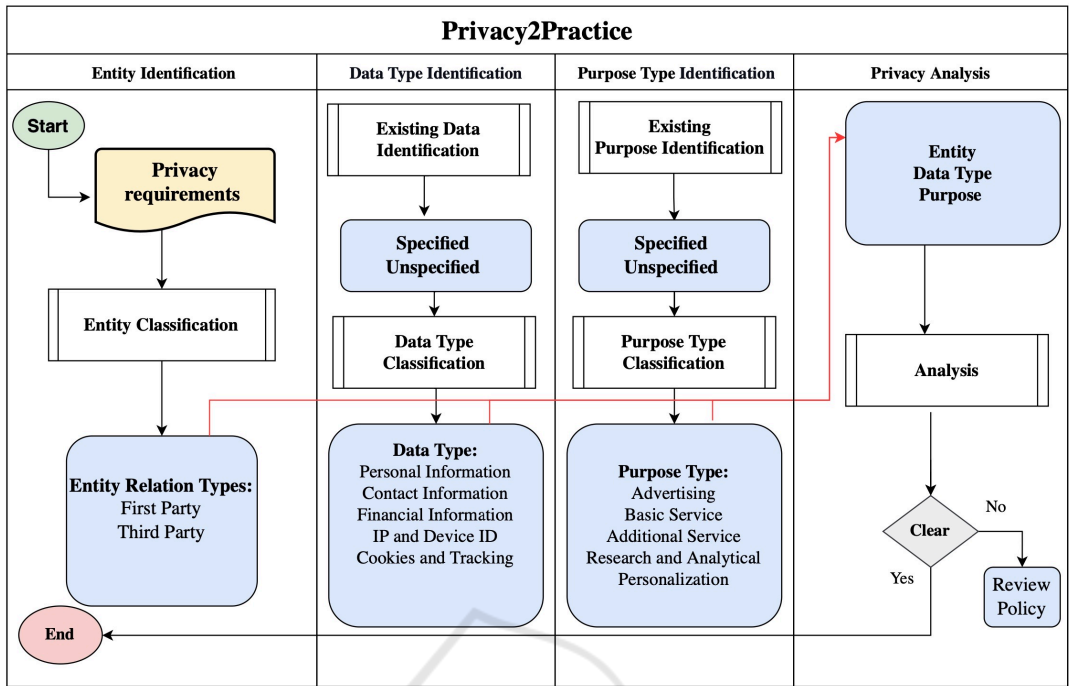 Privacy2Practice
Entity Identification
Data Type Identification
Purpose Type Identification
Privacy Analysis
Start
Privacy
requirements
Entity Classification
Entity Relation Types:
First Party
Third Party
End
Existing Data
Identification
Specified
Unspecified
Data Type
Classification
Data Type:
Personal Information
Contact Information
Financial Information
IP and Device ID
Cookies and Tracking
Existing
Purpose Identification
Specified
Unspecified
Purpose Type
Classification
Purpose Type:
Advertising
Basic Service
Additional Service
Research and Analytical
Personalization
Entity
Data Type
Purpose
Analysis
Clear
No
Yes
Review
Policy